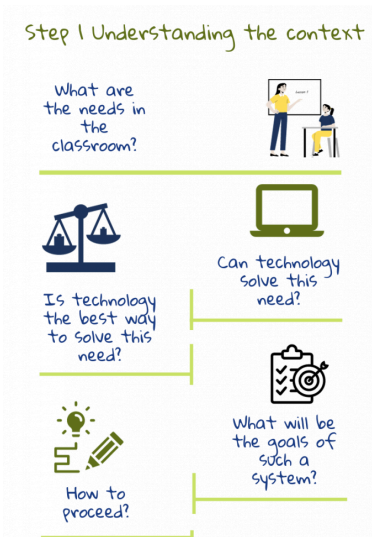 Step 1 Understanding the context
What are
the needs in
the
classroom?
Can technology
solve this
need?
Is technology
the best way
to solve this
need?
What will be
the goals of
such a
system?
How to
proceed?